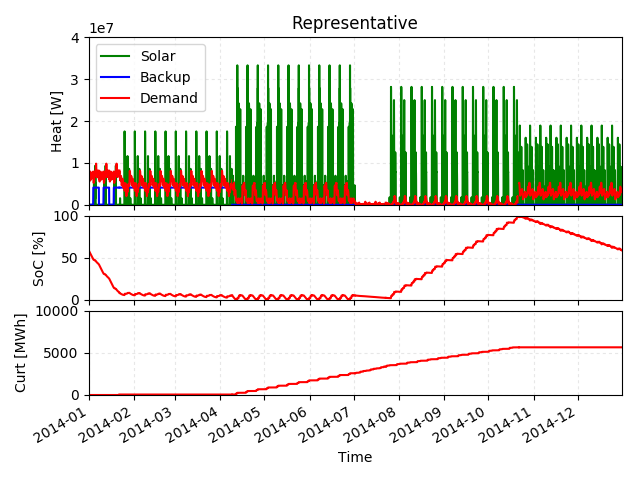 Representative
1e7
4
3
2
1
0
Heat [W]
Solar
Backup
Demand
100
50
0
SoC [%]
10000
5000
0
Curt [MWh]
2014-01
2014-02
2014-03
2014-04
2014-05
2014-06
2014-07
2014-08
2014-09
2014-10
2014-11
2014-12
Time